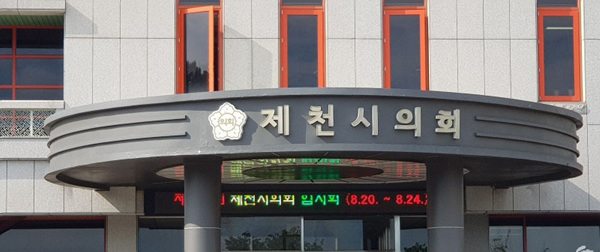 의회 제천시의회
제천시의회 임시회 (8.20. ~ 8.24.)